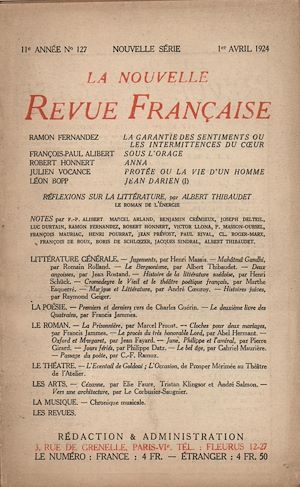 11e ANNÉE No 127 NOUVELLE SÉRIE 1er AVRIL 1924
LA NOUVELLE
REVUE FRANÇAISE
RAMON FERNANDEZ LA GARANTIE DES SENTIMENTS OU
LES INTERMITTENCES DU CŒUR
FRANÇOIS-PAUL ALIBERT SOUS L'ORAGE
ROBERT HONNERT ANNA
JULIEN VOCANCE PROTÉE OU LA VIE D'UN HOMME
LÉON BOPP JEAN DARIEN (I)
RÉFLEXIONS SUR LA LITTÉRATURE, par ALBERT THIBAUDET
LE ROMAN DE L'ÉNERGIE
NOTES par F.-P. ALIBERT, MARCEL ARLAND, BENJAMIN CRÉMIEUX, JOSEPH DELTEIL,
LUC DURTAIN, RAMON FERNANDEZ, ROBERT HONNERT, VICTOR LLONA, P. MASSON-OURSEL,
FRANÇOIS MAURIAC, HENRI POURRAT, JEAN PRÉVOST, PAUL RIVAL, CL. ROGER-MARX,
FRANÇOIS DE ROUX, BORIS DE SCHLOEZER, JACQUES SINDRAL, ALBERT THIBAUDET.
LITTÉRATURE GÉNÉRALE. — Jugements, par Henri Massis. — Mahâtmâ Gandhi,
par Romain Rolland. — Le Bergsonisme, par Albert Thibaudet. — Deux
angoisses, par Jean Rostand. — Histoire de la littérature suédoise, par Henri
Schück. — Cromedeyre le Vieil et le théâtre poétique français, par Marthe
Esquerré. — Musique et Littérature, par André Cœuroy. — Histoires juives,
par Raymond Geiger.
LA POÉSIE. — Premiers et derniers vers de Charles Guérin. — Le deuxième livre des
Quatrains, par Francis Jammes.
LE ROMAN. — La Prisonnière, par Marcel Proust. — Cloches pour deux mariages,
par Francis Jammes. — Le procès du très honorable Lord, par Abel Hermant. —
Oxford et Margaret, par Jean Fayard. — June, Philippe et l'amiral, par Pierre
Girard. — Jours fériés, par Philippe Datz. — Le bel âge, par Gabriel Maurière.
— Passage du poète, par C.-F. Ramuz.
LE THÉATRE. — L'Éventail de Goldoni ; L'Occasion, de Prosper Mérimée au Théâtre
de l'Atelier.
LES ARTS. — Cézanne, par Elie Faure, Tristan Klingsor et André Salmon. —
Vers une architecture, par Le Corbusier-Saugnier.
LA MUSIQUE. — Chronique musicale.
LES REVUES.
RÉDACTION & ADMINISTRATION
3, RUE DE GRENELLE, PARIS-VIe. TÉL. : FLEURUS 12-27
LE NUMÉRO : FRANCE : 4 FR. — ÉTRANGER : 4 FR. 50